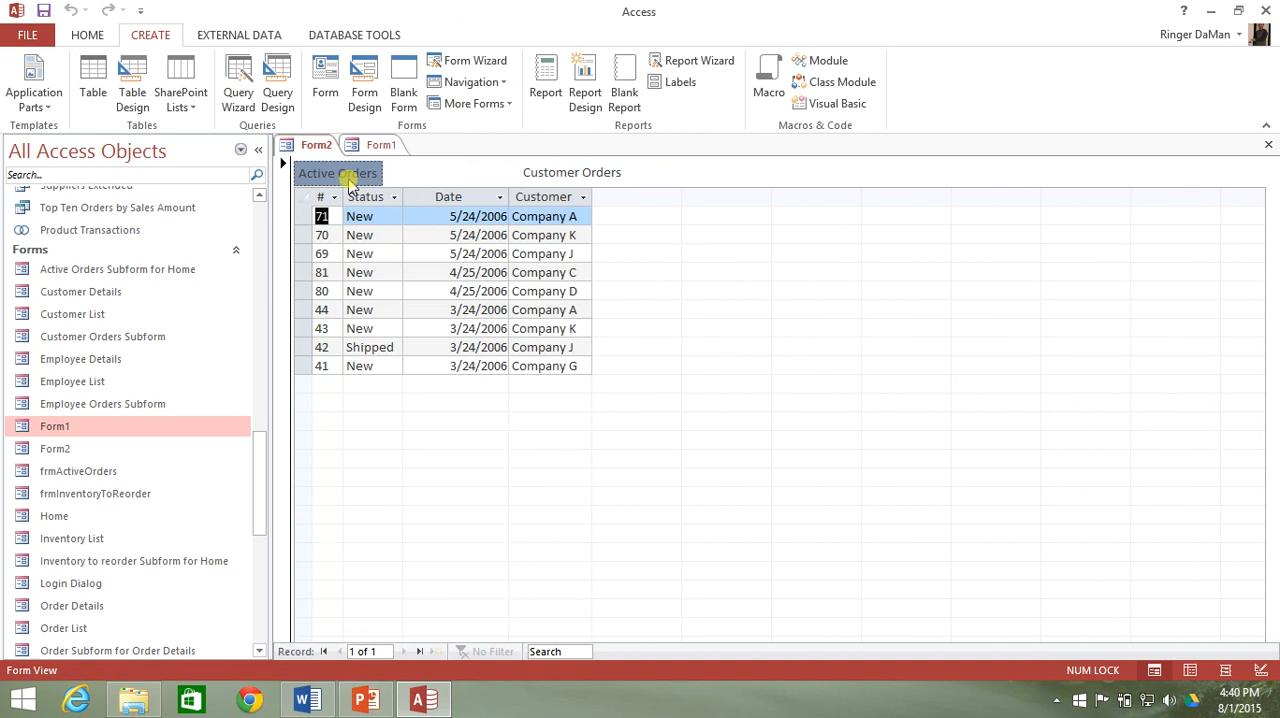 Access
? 
FILE HOME CREATE EXTERNAL DATA DATABASE TOOLS Ringer DaMan
Application Parts Table Table Design SharePoint Lists Query Wizard Query Design Form Form Design Blank Form Form Wizard Navigation More Forms Report Report Design Blank Report Report Wizard Labels Macro Module Class Module Visual Basic
Templates Tables Queries Forms Reports Macros & Code
All Access Objects
Search...
Suppliers Extended
Top Ten Orders by Sales Amount
Product Transactions
Forms
Active Orders Subform for Home
Customer Details
Customer List
Customer Orders Subform
Employee Details
Employee List
Employee Orders Subform
Form1
Form2
frmActiveOrders
frmInventoryToReorder
Home
Inventory List
Inventory to reorder Subform for Home
Login Dialog
Order Details
Order List
Order Subform for Order Details
Form2 Form1
Active Orders Customer Orders
# Status Date Customer
71 New 5/24/2006 Company A
70 New 5/24/2006 Company K
69 New 5/24/2006 Company J
81 New 4/25/2006 Company C
80 New 4/25/2006 Company D
44 New 3/24/2006 Company A
43 New 3/24/2006 Company K
42 Shipped 3/24/2006 Company J
41 New 3/24/2006 Company G
Record: 1 of 1 No Filter Search
Form View NUM LOCK
4:40 PM
8/1/2015